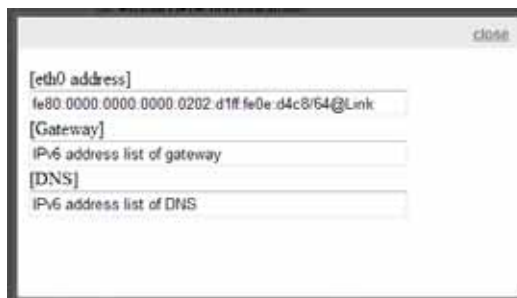 close
[eth0 address]
fe80:0000:0000:0000:0202:d1ff:fe0e:d4c8/64@Link
[Gateway]
IPv6 address list of gateway
[DNS]
IPv6 address list of DNS